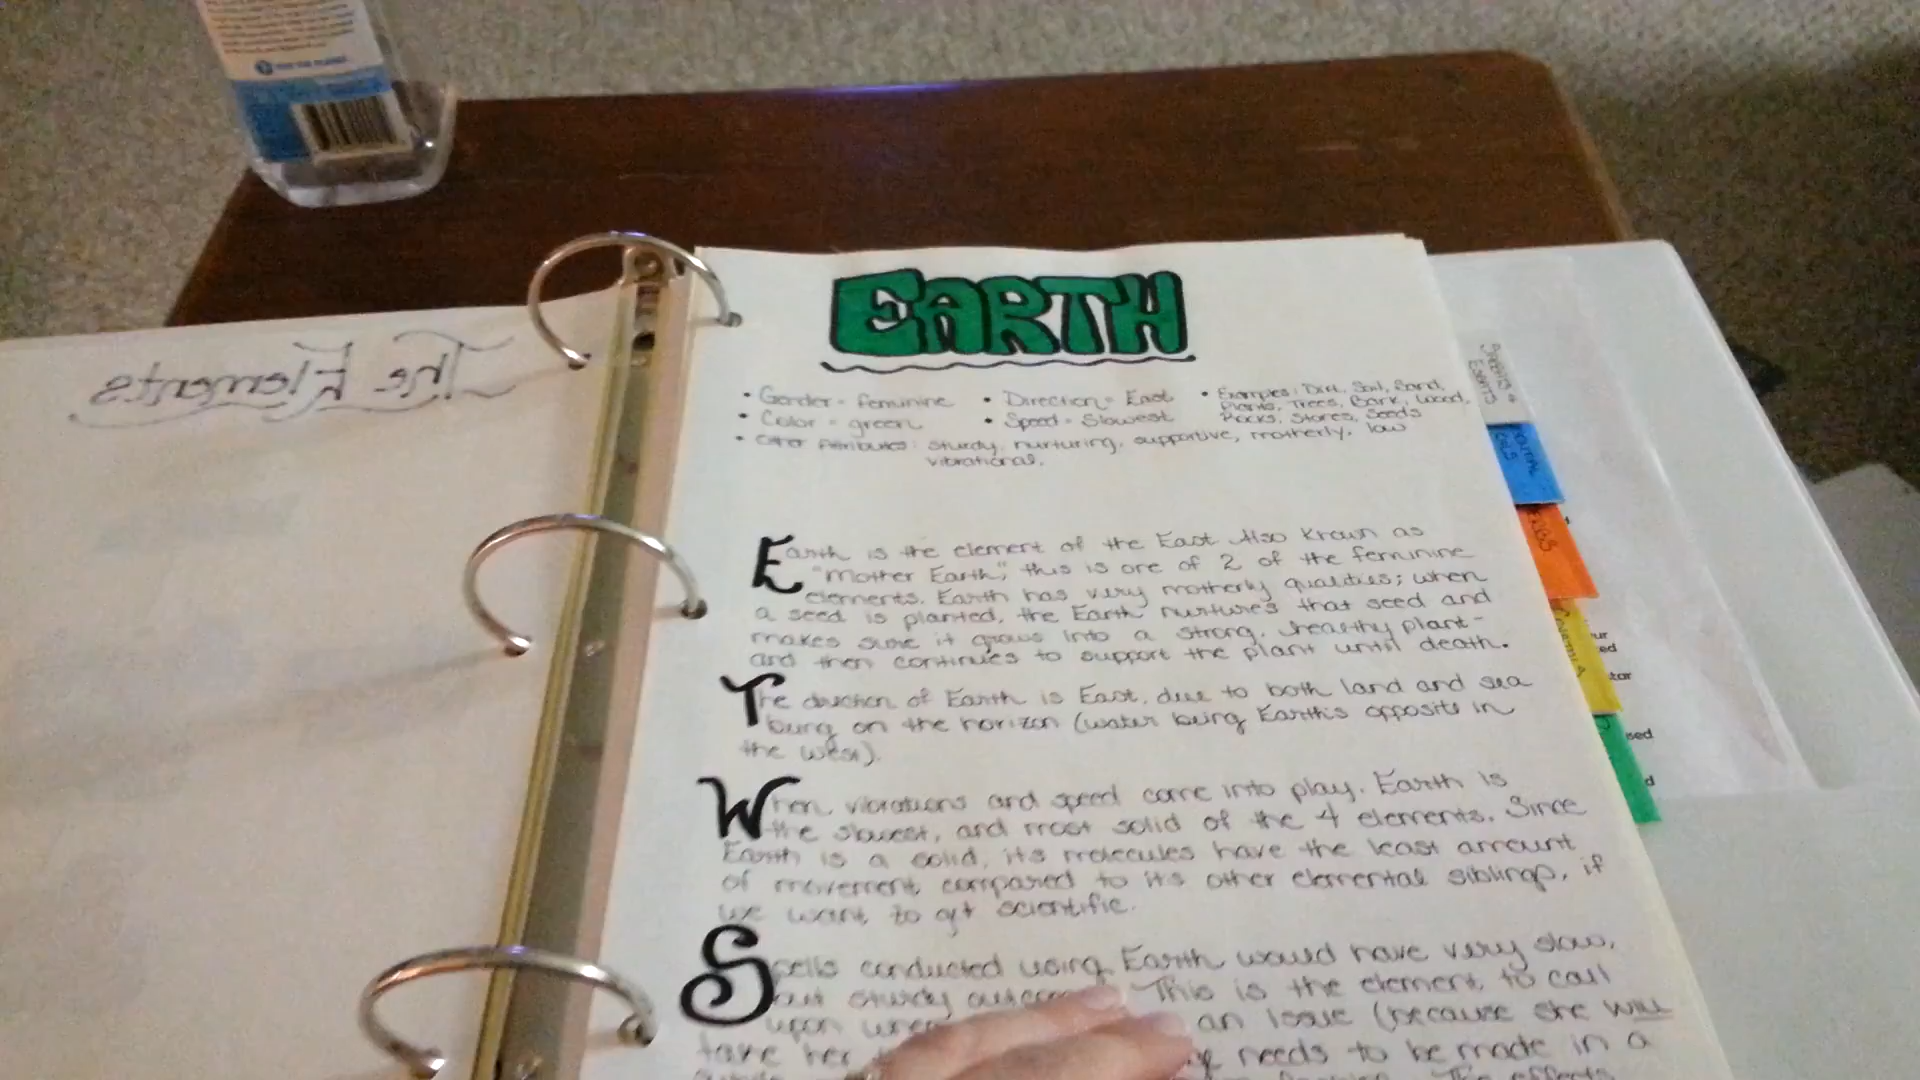 The Elements
EARTH
• Gender - feminine
• Color - green
• Direction - East
• Speed - Slowest
• Examples: Dirt, Soil, Sand,
Plants, Trees, Bark, Wood,
Rocks, Stones, Seeds
• Other Attributes: sturdy, nurturing, supportive, motherly, low
vibrational.
Earth is the element of the East. Also known as
"Mother Earth", this is one of 2 of the feminine
elements. Earth has very motherly qualities; when
a seed is planted, the Earth nurtures that seed and
makes sure it grows into a strong, healthy plant-
and then continues to support the plant until death.
The direction of Earth is East, due to both land and sea
being on the horizon (water being Earth's opposite in
the west).
When vibrations and speed come into play, Earth is
the slowest, and most solid of the 4 elements. Since
Earth is a solid, its molecules have the least amount
of movement compared to its other elemental siblings, if
we want to get scientific.
Spells conducted using Earth would have very slow,
but sturdy This is the element to call
upon an issue (because she will
take her needs to be made in a
The effects